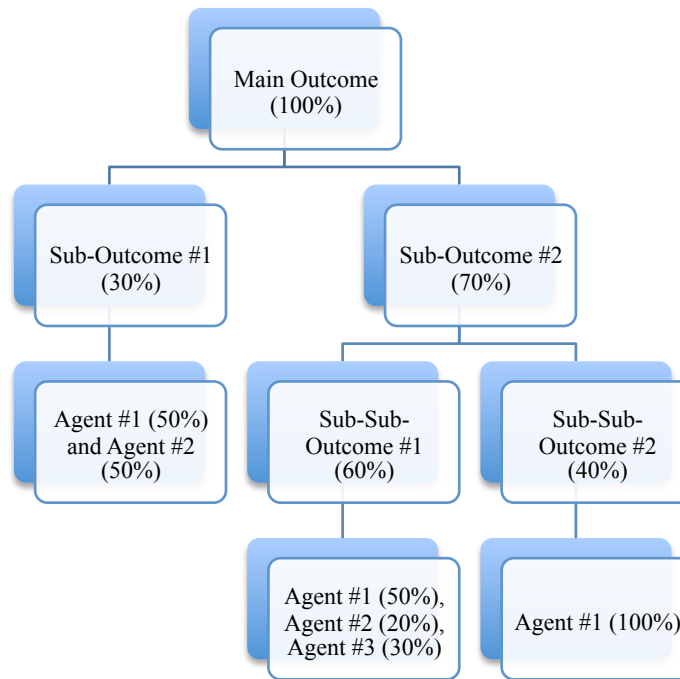 Main Outcome
(100%)
Sub-Outcome #1
(30%)
Sub-Outcome #2
(70%)
Agent #1 (50%)
and Agent #2
(50%)
Sub-Sub-
Outcome #1
(60%)
Sub-Sub-
Outcome #2
(40%)
Agent #1 (50%),
Agent #2 (20%),
Agent #3 (30%)
Agent #1 (100%)